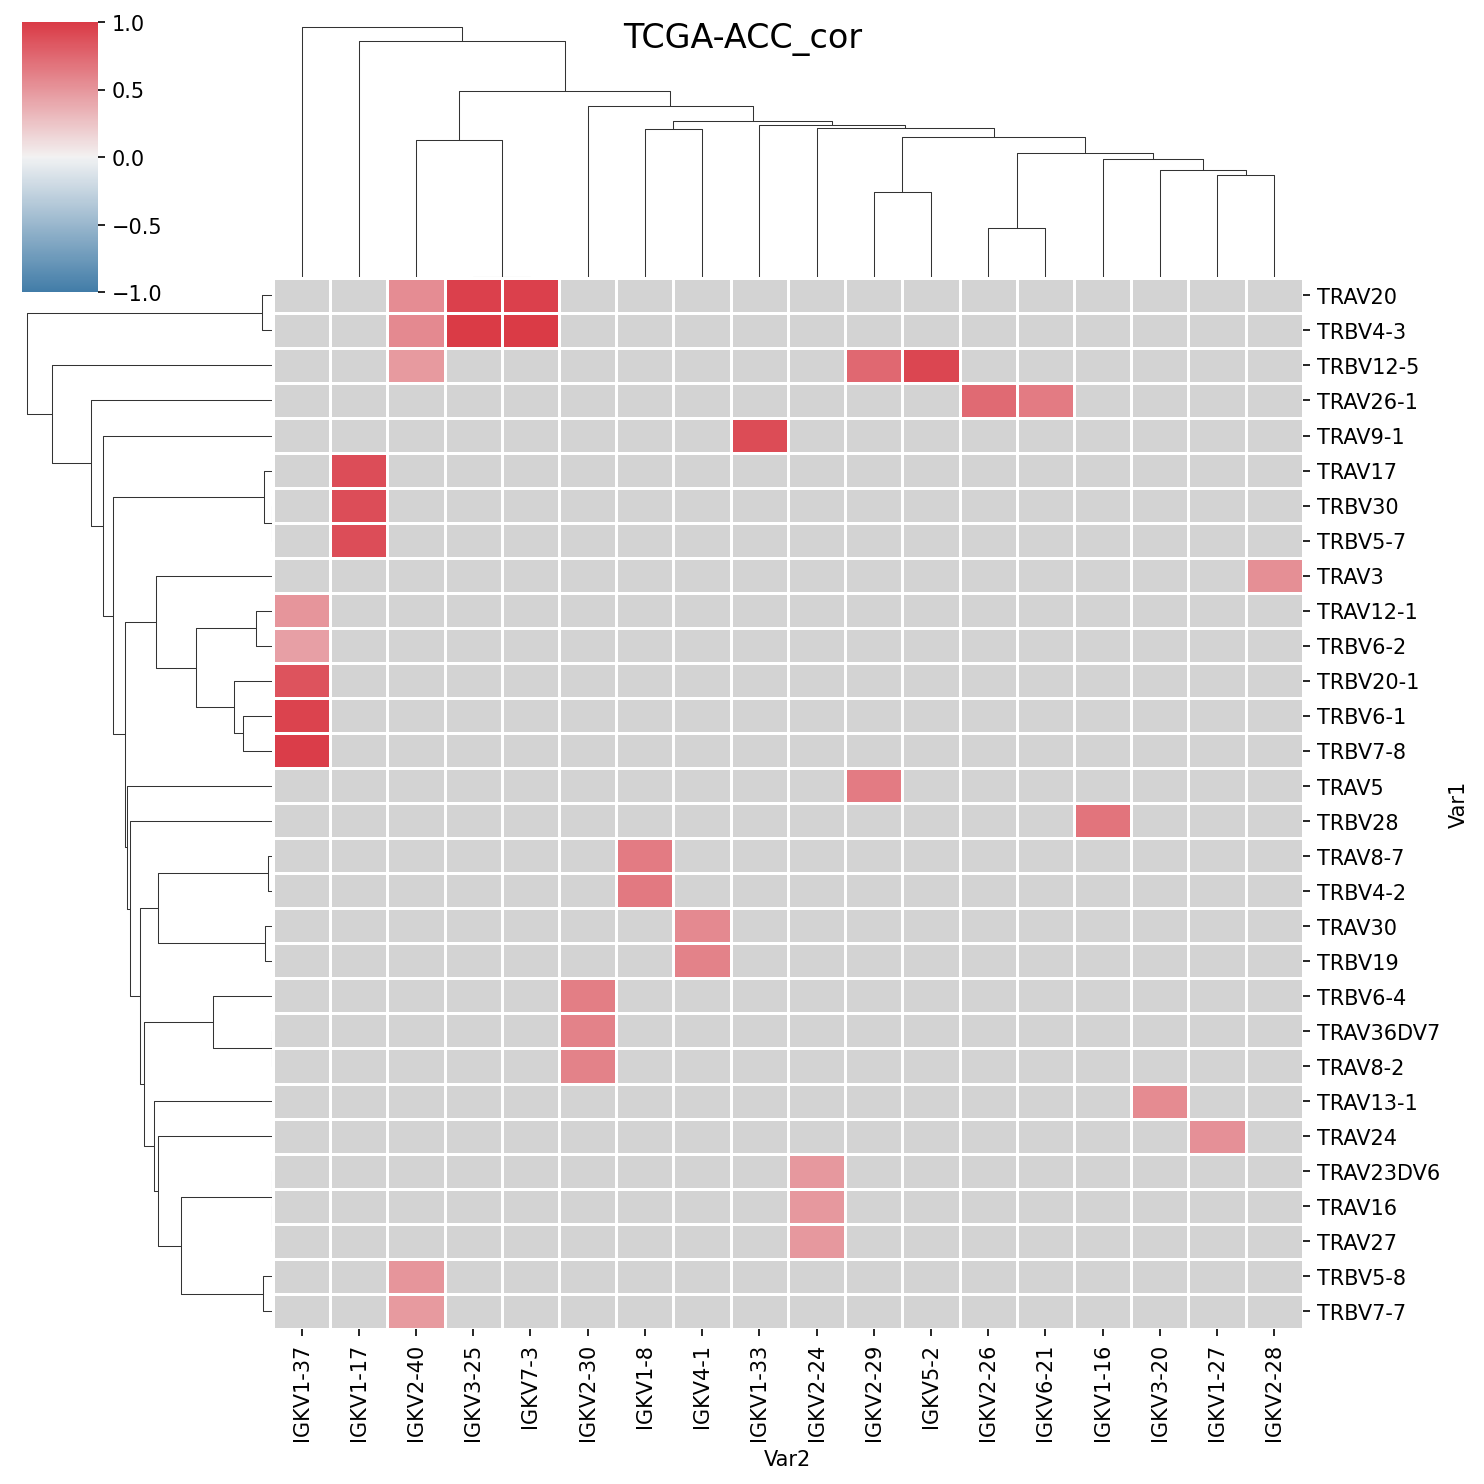 TCGA-ACC_cor
1.0
0.5
0.0
−0.5
−1.0
TRAV20
TRBV4-3
TRBV12-5
TRAV26-1
TRAV9-1
TRAV17
TRBV30
TRBV5-7
TRAV3
TRAV12-1
TRBV6-2
TRBV20-1
TRBV6-1
TRBV7-8
TRAV5
TRBV28
TRAV8-7
TRBV4-2
TRAV30
TRBV19
TRBV6-4
TRAV36DV7
TRAV8-2
TRAV13-1
TRAV24
TRAV23DV6
TRAV16
TRAV27
TRBV5-8
TRBV7-7
Var1
IGKV1-37
IGKV1-17
IGKV2-40
IGKV3-25
IGKV7-3
IGKV2-30
IGKV1-8
IGKV4-1
IGKV1-33
IGKV2-24
IGKV2-29
IGKV5-2
IGKV2-26
IGKV6-21
IGKV1-16
IGKV3-20
IGKV1-27
IGKV2-28
Var2